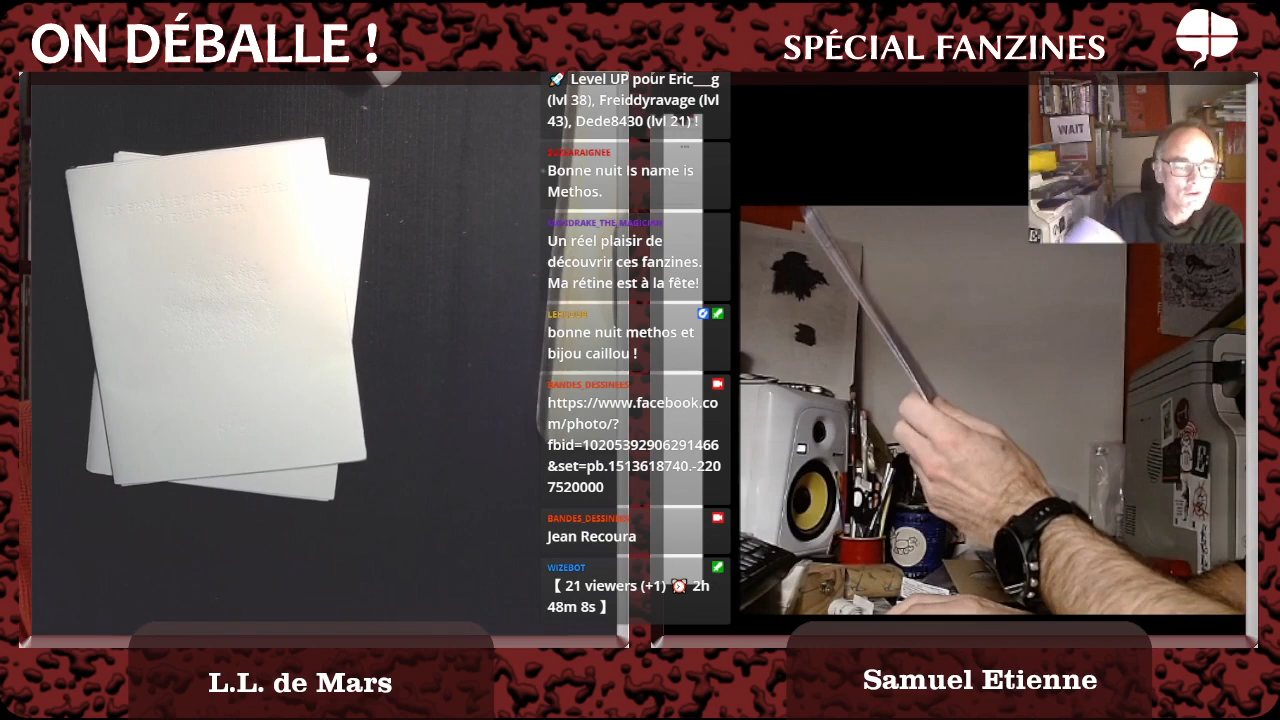 ON DÉBALLE !
SPÉCIAL FANZINES
🚀 Level UP pour Eric___g
(lvl 38), Freiddyravage (lvl
43), Dede8430 (lvl 21) !
Bonne nuit Is name is
Methos.
MANDRAKE_THE_MAGICIAN
Un réel plaisir de
découvrir ces fanzines.
Ma rétine est à la fête!
bonne nuit methos et
bijou caillou !
BANDES_DESSINEES
https://www.facebook.co
m/photo/?
fbid=10205392906291466
&set=pb.1513618740.-220
7520000
BANDES_DESSINEES
Jean Recoura
WIZEBOT
【 21 viewers (+1) ⏰ 2h
48m 8s 】
WAIT
L.L. de Mars
Samuel Etienne